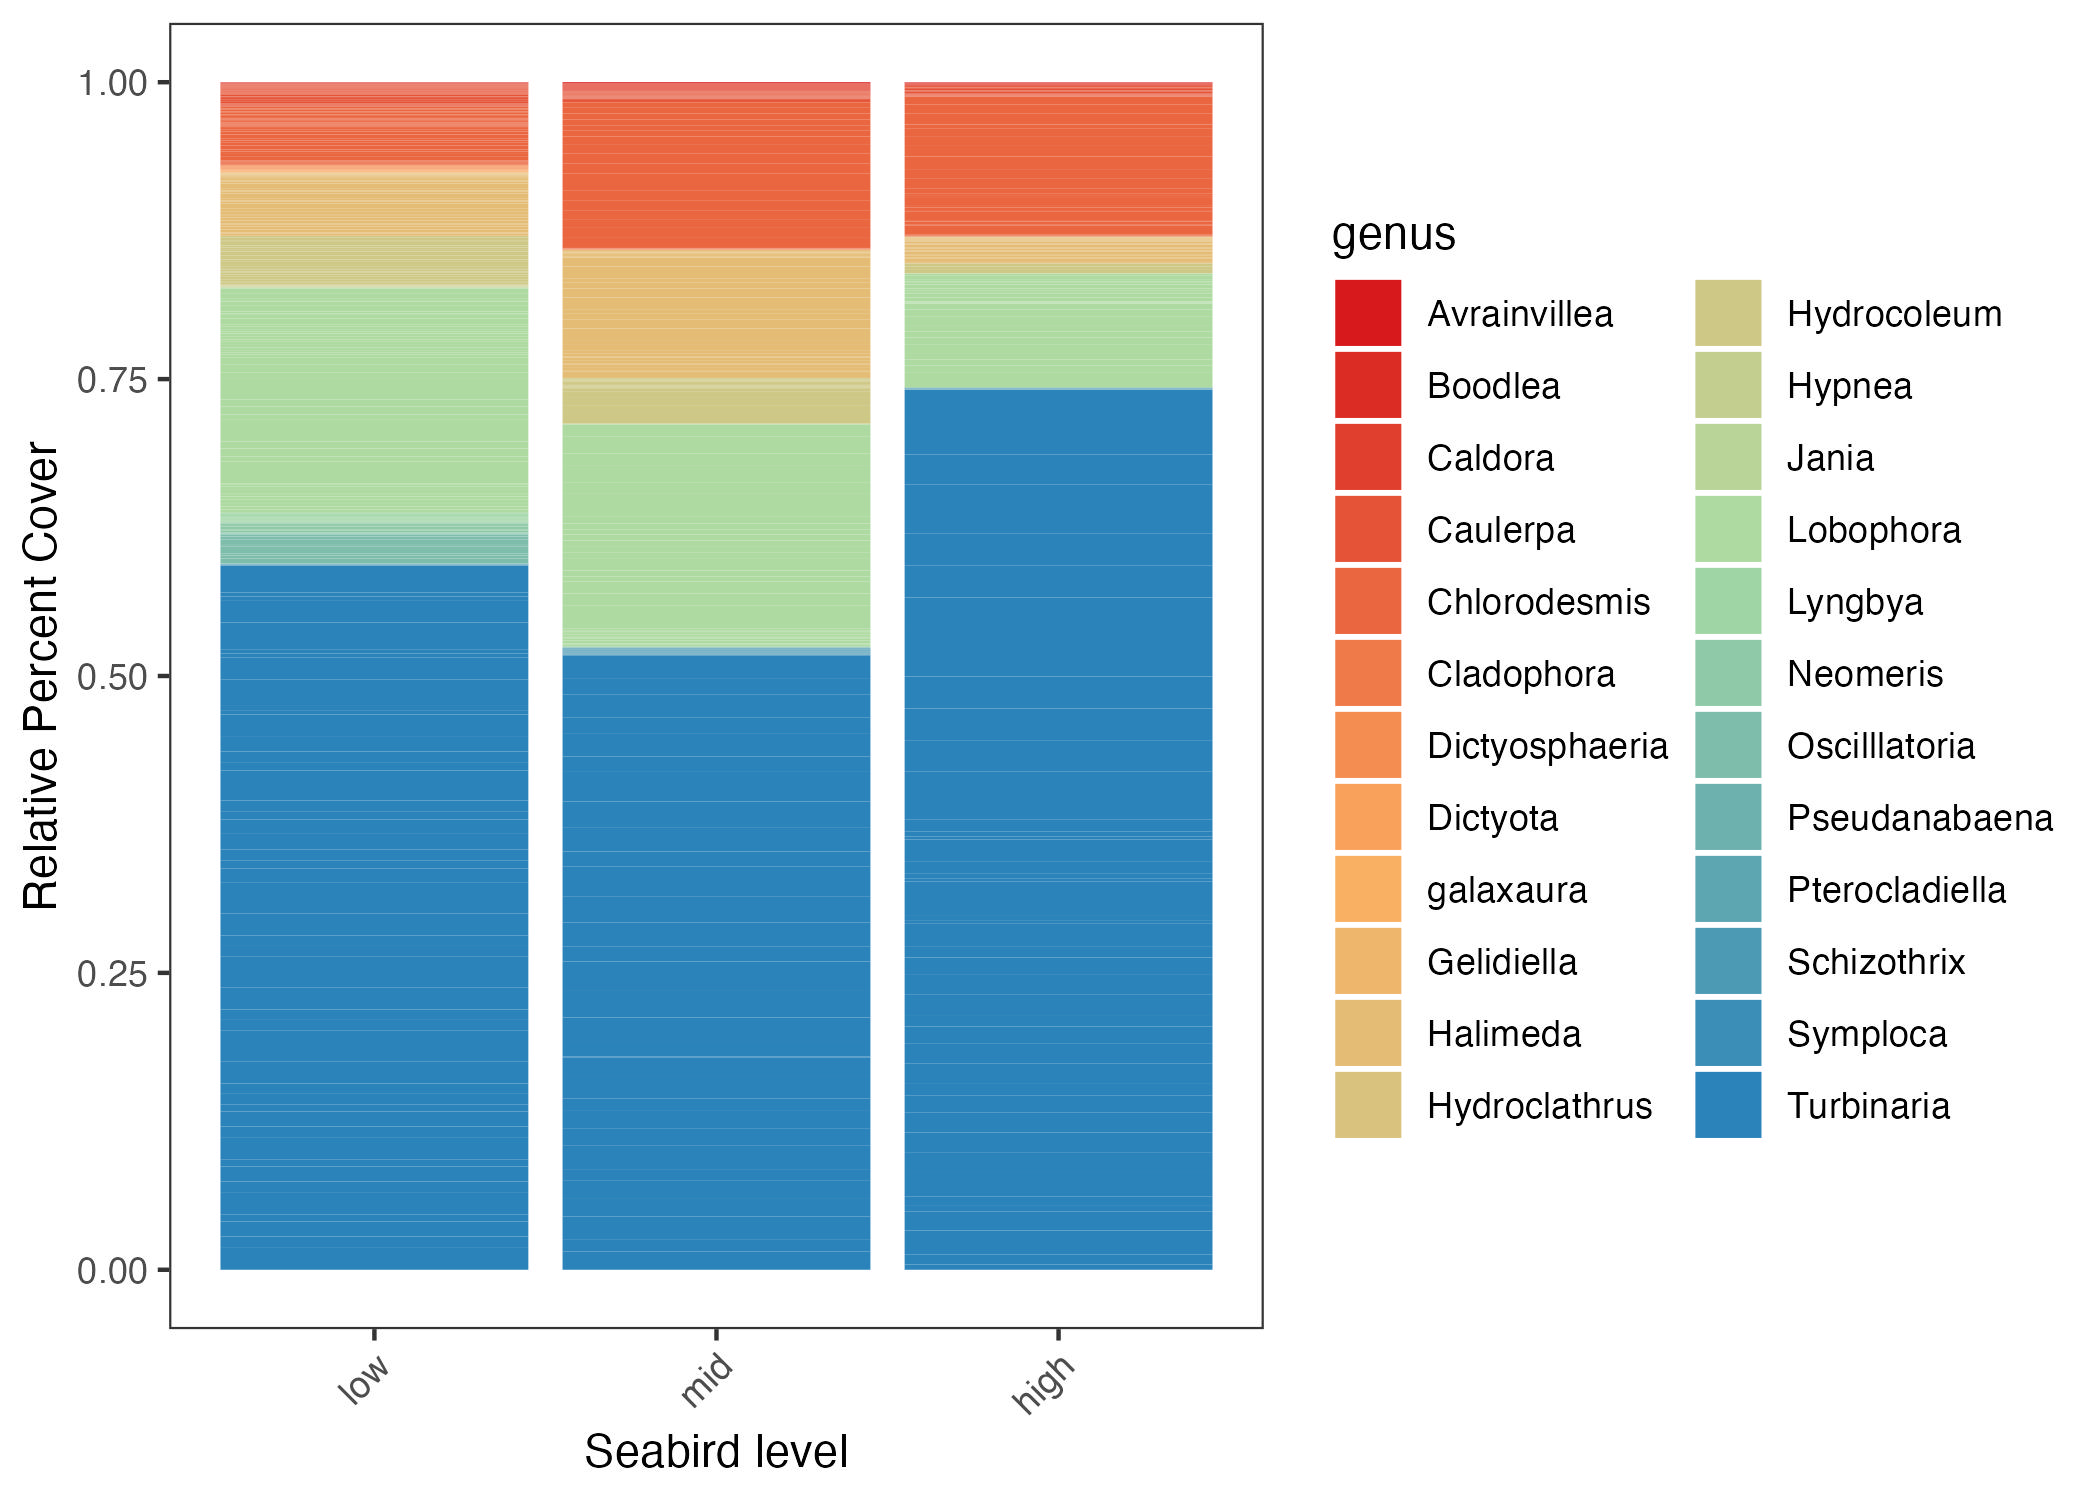 1.00
0.75
0.50
0.25
0.00
Relative Percent Cover
low
mid
high
Seabird level
genus
Avrainvillea
Boodlea
Caldora
Caulerpa
Chlorodesmis
Cladophora
Dictyosphaeria
Dictyota
galaxaura
Gelidiella
Halimeda
Hydroclathrus
Hydrocoleum
Hypnea
Jania
Lobophora
Lyngbya
Neomeris
Oscilllatoria
Pseudanabaena
Pterocladiella
Schizothrix
Symploca
Turbinaria